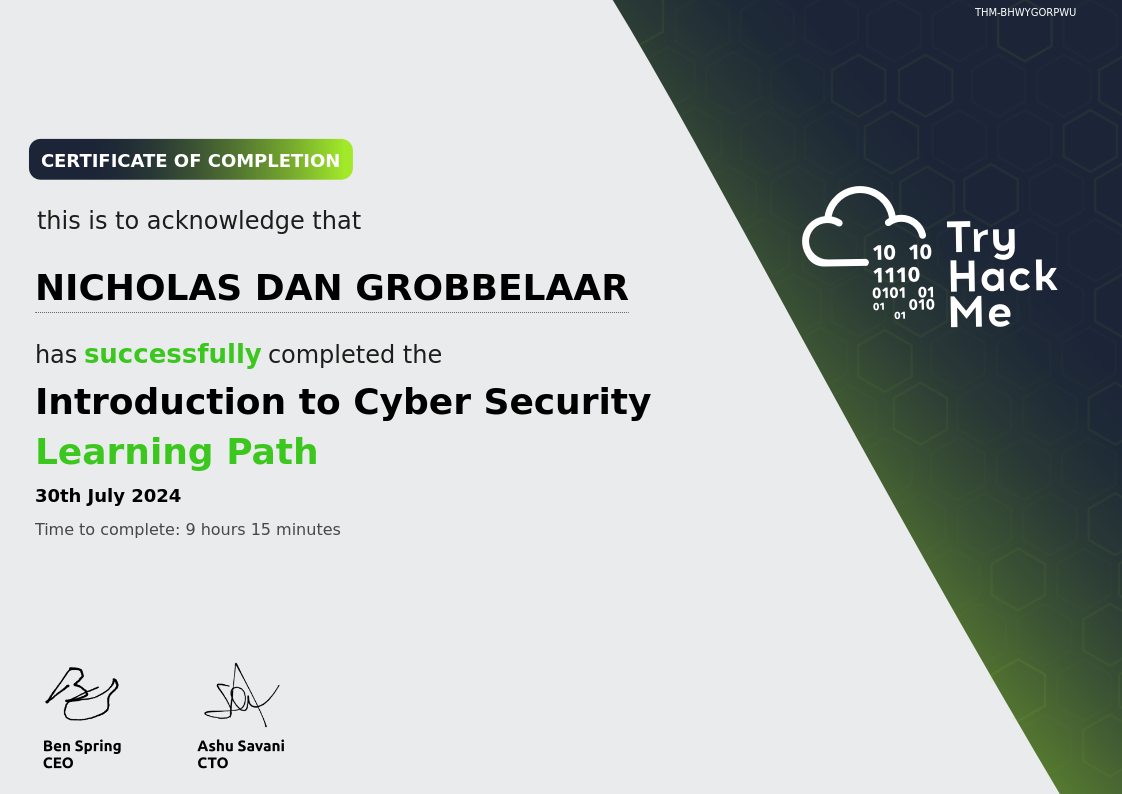 THM-BHWYGORPWU
CERTIFICATE OF COMPLETION
this is to acknowledge that
NICHOLAS DAN GROBBELAAR
has successfully completed the
Introduction to Cyber Security
Learning Path
30th July 2024
Time to complete: 9 hours 15 minutes
10 10
1110
0101 01
01 010
01
Try
Hack
Me
Ben Spring
CEO
Ashu Savani
CTO